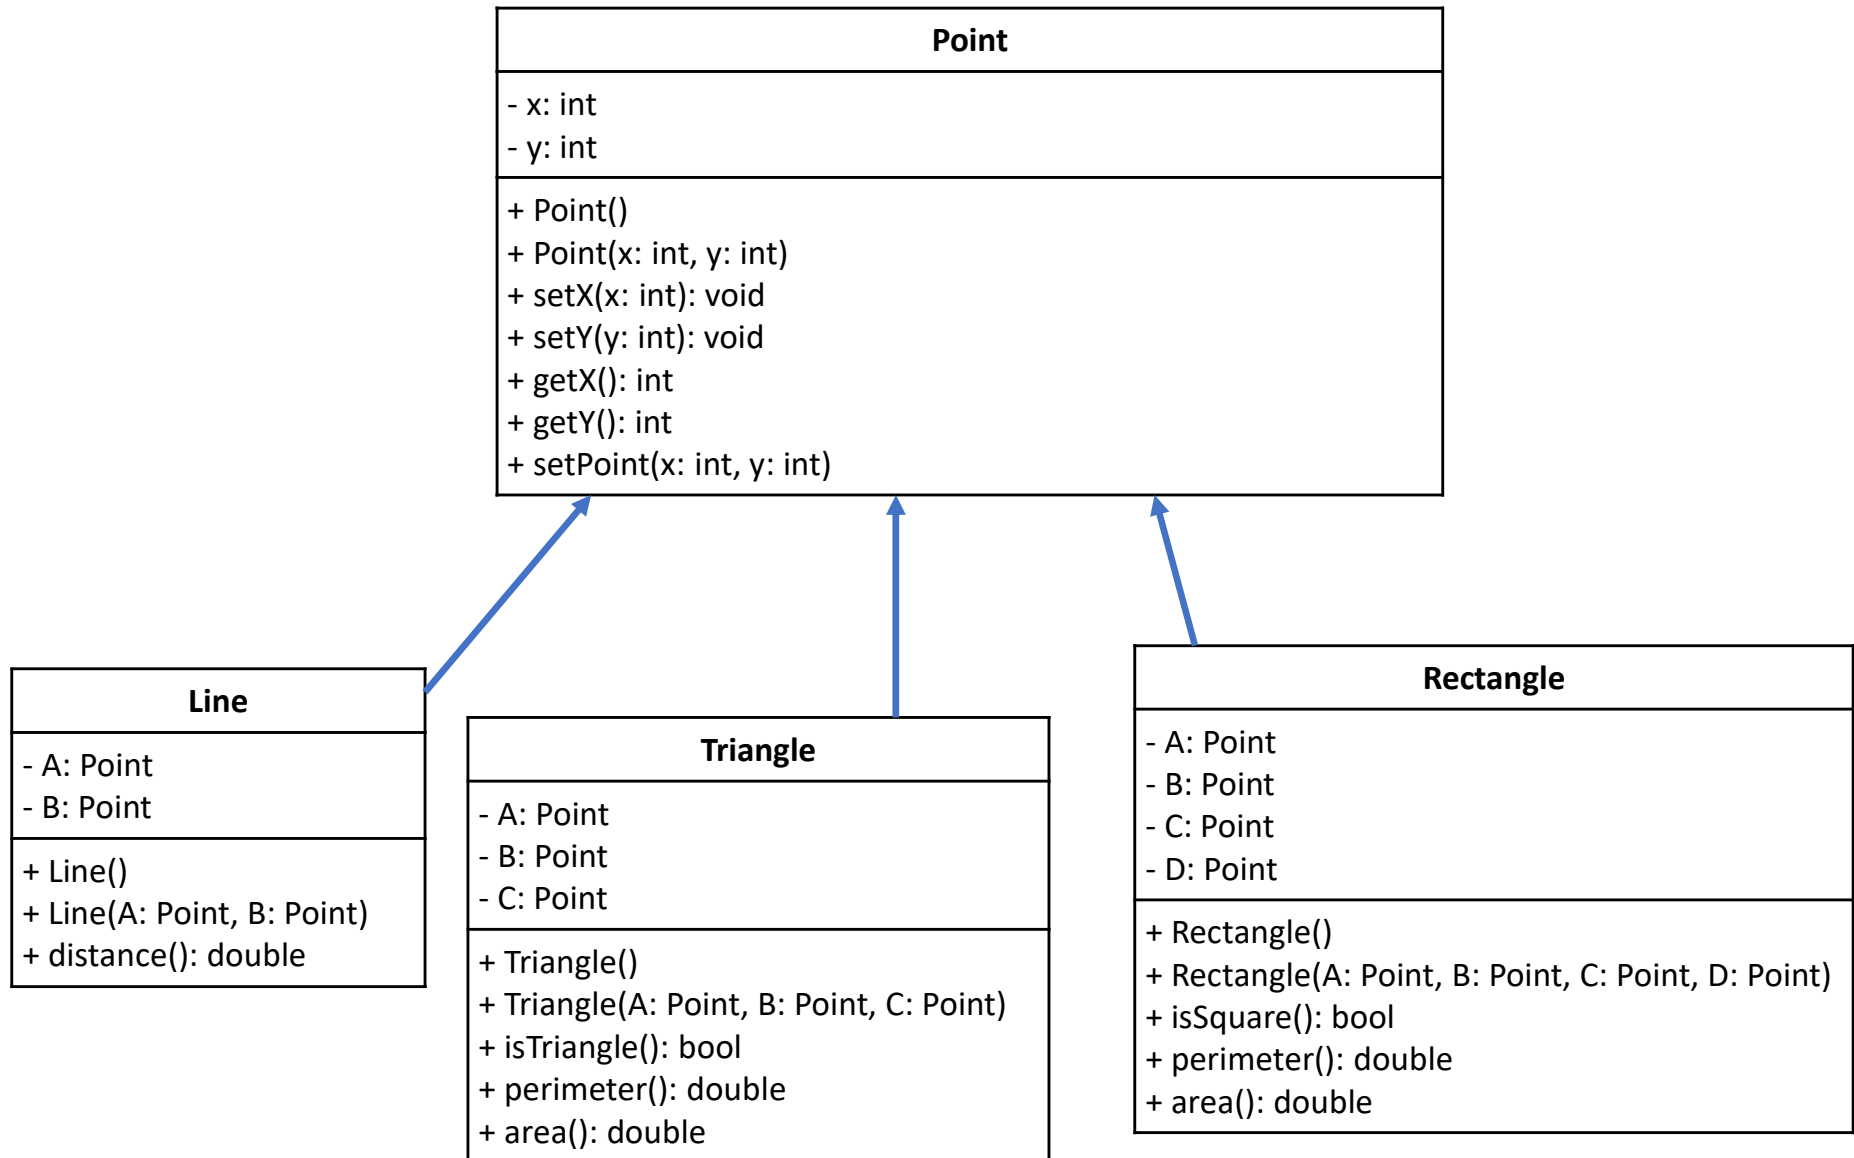 Point
- x: int
- y: int
+ Point()
+ Point(x: int, y: int)
+ setX(x: int): void
+ setY(y: int): void
+ getX(): int
+ getY(): int
+ setPoint(x: int, y: int)
Line
- A: Point
- B: Point
+ Line()
+ Line(A: Point, B: Point)
+ distance(): double
Triangle
- A: Point
- B: Point
- C: Point
+ Triangle()
+ Triangle(A: Point, B: Point, C: Point)
+ isTriangle(): bool
+ perimeter(): double
+ area(): double
Rectangle
- A: Point
- B: Point
- C: Point
- D: Point
+ Rectangle()
+ Rectangle(A: Point, B: Point, C: Point, D: Point)
+ isSquare(): bool
+ perimeter(): double
+ area(): double